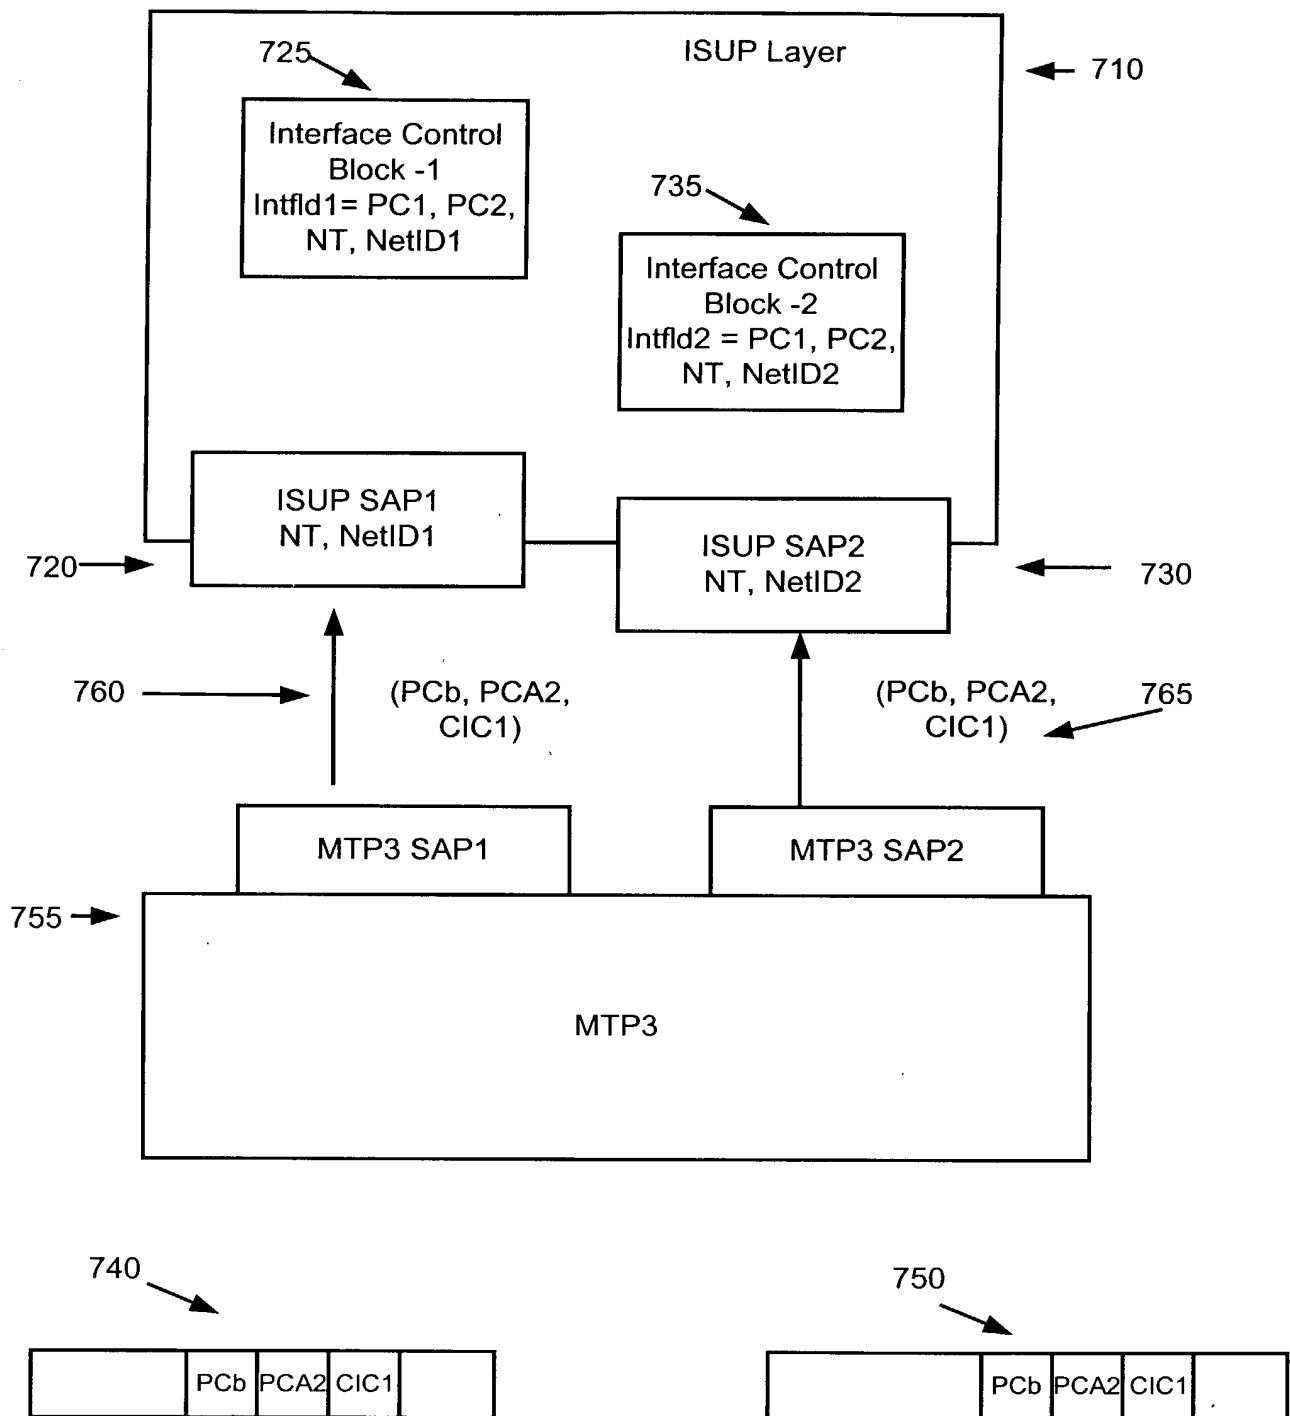 725
ISUP Layer
710
Interface Control
Block -1
Intfld1= PC1, PC2,
NT, NetID1
735
Interface Control
Block -2
Intfld2 = PC1, PC2,
NT, NetID2
ISUP SAP1
NT, NetID1
ISUP SAP2
NT, NetID2
720
730
760
(PCb, PCA2,
CIC1)
(PCb, PCA2,
CIC1)
765
MTP3 SAP1
MTP3 SAP2
755
MTP3
740
750
PCb PCA2 CIC1
PCb PCA2 CIC1